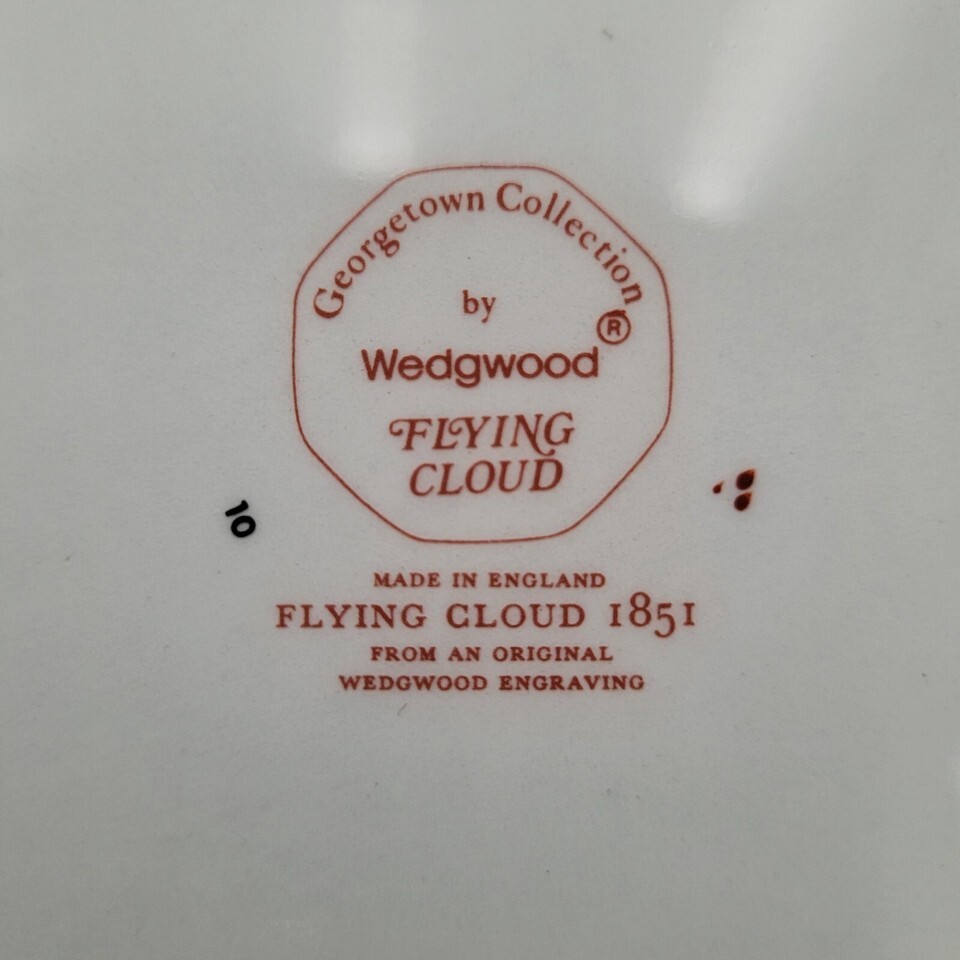 Georgetown Collection
by
Wedgwood®
FLYING
CLOUD
10
MADE IN ENGLAND
FLYING CLOUD 1851
FROM AN ORIGINAL
WEDGWOOD ENGRAVING